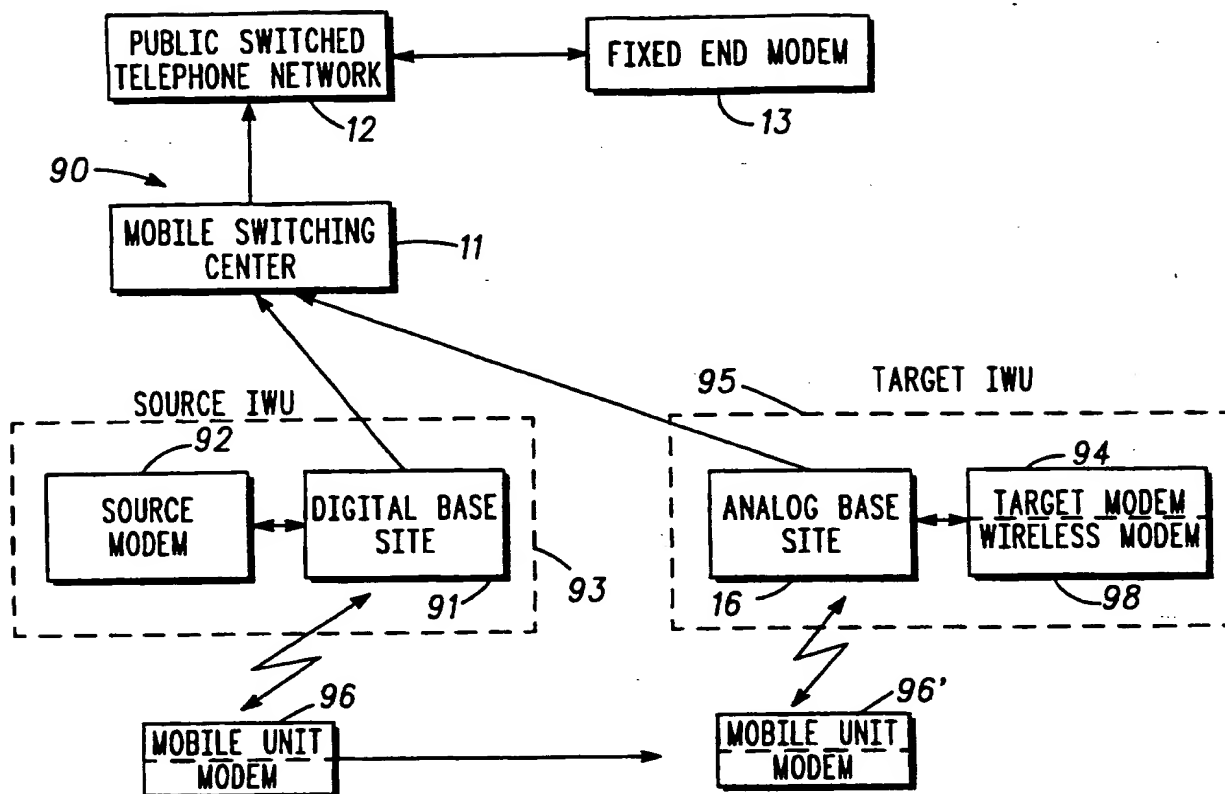 PUBLIC SWITCHED
TELEPHONE NETWORK
12
FIXED END MODEM
13
90
MOBILE SWITCHING
CENTER
11
SOURCE IWU
92
SOURCE
MODEM
DIGITAL BASE
SITE
91
93
95
TARGET IWU
ANALOG BASE
SITE
16
94
TARGET MODEM
WIRELESS MODEM
98
96
MOBILE UNIT
MODEM
96'
MOBILE UNIT
MODEM